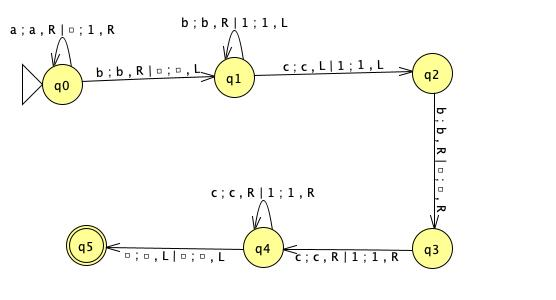 b;b,R|1;1,L
a;a,R|□;1,R
c;c,L|1;1,L
b;b,R|□;□,L
q0
q1
q2
b;b,R|□;□,R
c;c,R|1;1,R
q5
q4
q3
□;□,L|□;□,L
c;c,R|1;1,R